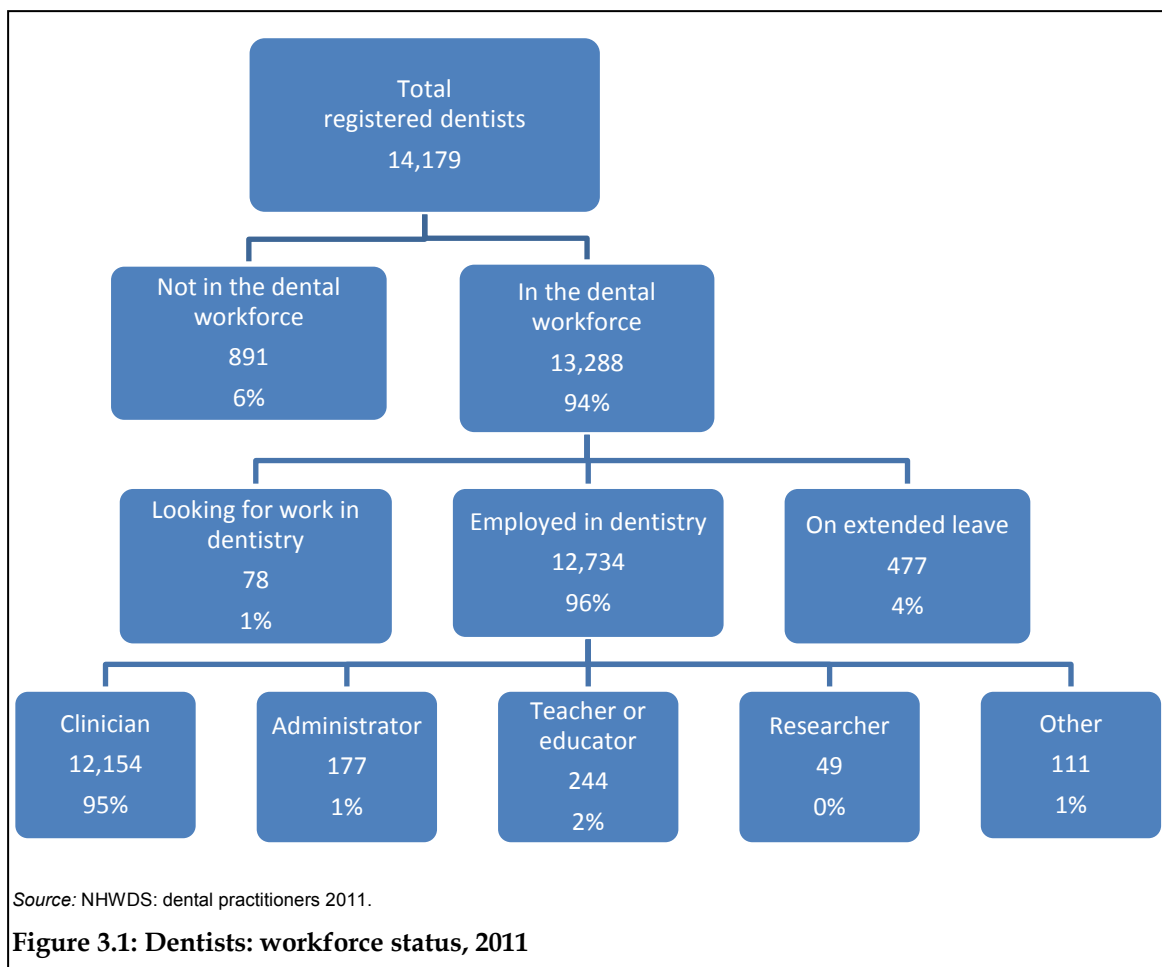 Total
registered dentists
14,179
Not in the dental
workforce
891
6%
In the dental
workforce
13,288
94%
Looking for work in
dentistry
78
1%
Employed in dentistry
12,734
96%
On extended leave
477
4%
Clinician
12,154
95%
Administrator
177
1%
Teacher or
educator
244
2%
Researcher
49
0%
Other
111
1%
Source: NHWDS: dental practitioners 2011.
Figure 3.1: Dentists: workforce status, 2011